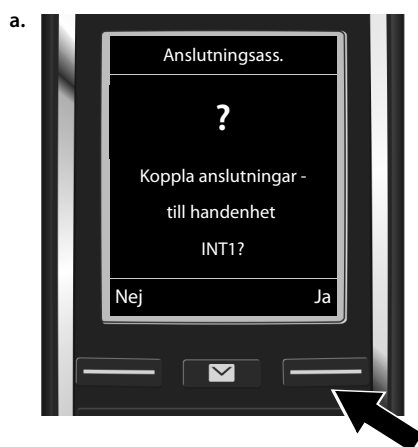 a.
Anslutningsass.
?
Koppla anslutningar -
till handenhet
INT1?
Nej Ja